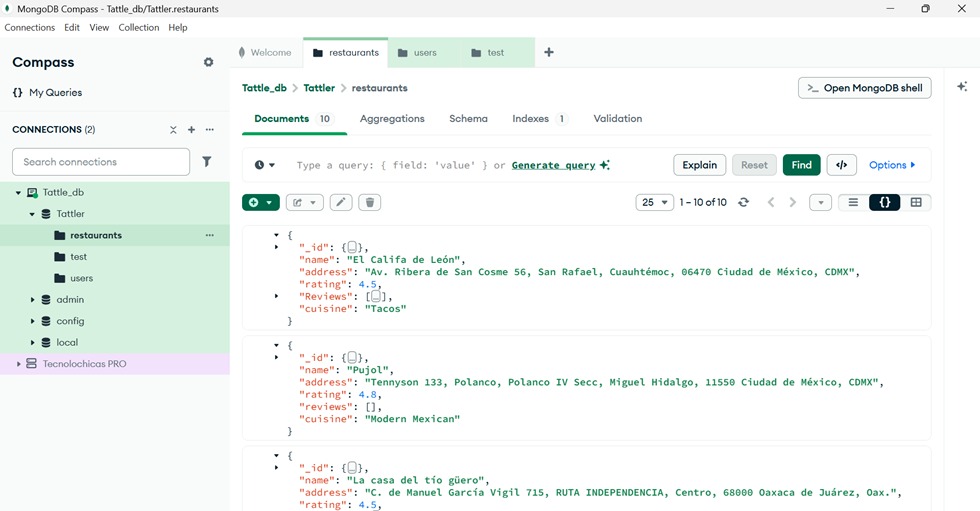 MongoDB Compass - Tattle_db/Tattler.restaurants
Connections Edit View Collection Help
Compass
{} My Queries
CONNECTIONS (2)
Search connections
Tattle_db
Tattler
restaurants
test
users
admin
config
local
Tecnolochicas PRO
Welcome restaurants users test
Tattle_db > Tattler > restaurants
>_ Open MongoDB shell
Documents 10 Aggregations Schema Indexes 1 Validation
Type a query: { field: 'value' } or Generate query
Explain Reset Find </> Options
25 1 – 10 of 10 {}
{
"_id": {…},
"name": "El Califa de León",
"address": "Av. Ribera de San Cosme 56, San Rafael, Cuauhtémoc, 06470 Ciudad de México, CDMX",
"rating": 4.5,
"Reviews": […],
"cuisine": "Tacos"
}
{
"_id": {…},
"name": "Pujol",
"address": "Tennyson 133, Polanco, Polanco IV Secc, Miguel Hidalgo, 11550 Ciudad de México, CDMX",
"rating": 4.8,
"reviews": [],
"cuisine": "Modern Mexican"
}
{
"_id": {…},
"name": "La casa del tío güero",
"address": "C. de Manuel García Vigil 715, RUTA INDEPENDENCIA, Centro, 68000 Oaxaca de Juárez, Oax.",
"rating": 4.5,